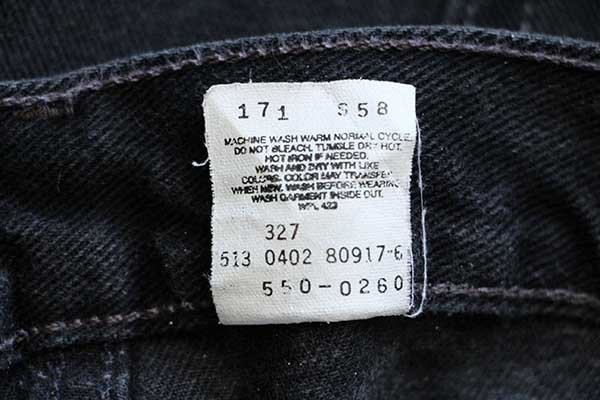 171 S58
MACHINE WASH WARM NORMAL CYCLE.
DO NOT BLEACH. TUMBLE DRY HOT.
HOT IRON IF NEEDED.
WASH AND DRY WITH LIKE
COLORS. COLOR MAY TRANSFER
WHEN NEW. WASH BEFORE WEARING.
WASH GARMENT INSIDE OUT.
WPL 423
327
513 0402 80917-6
550-0260